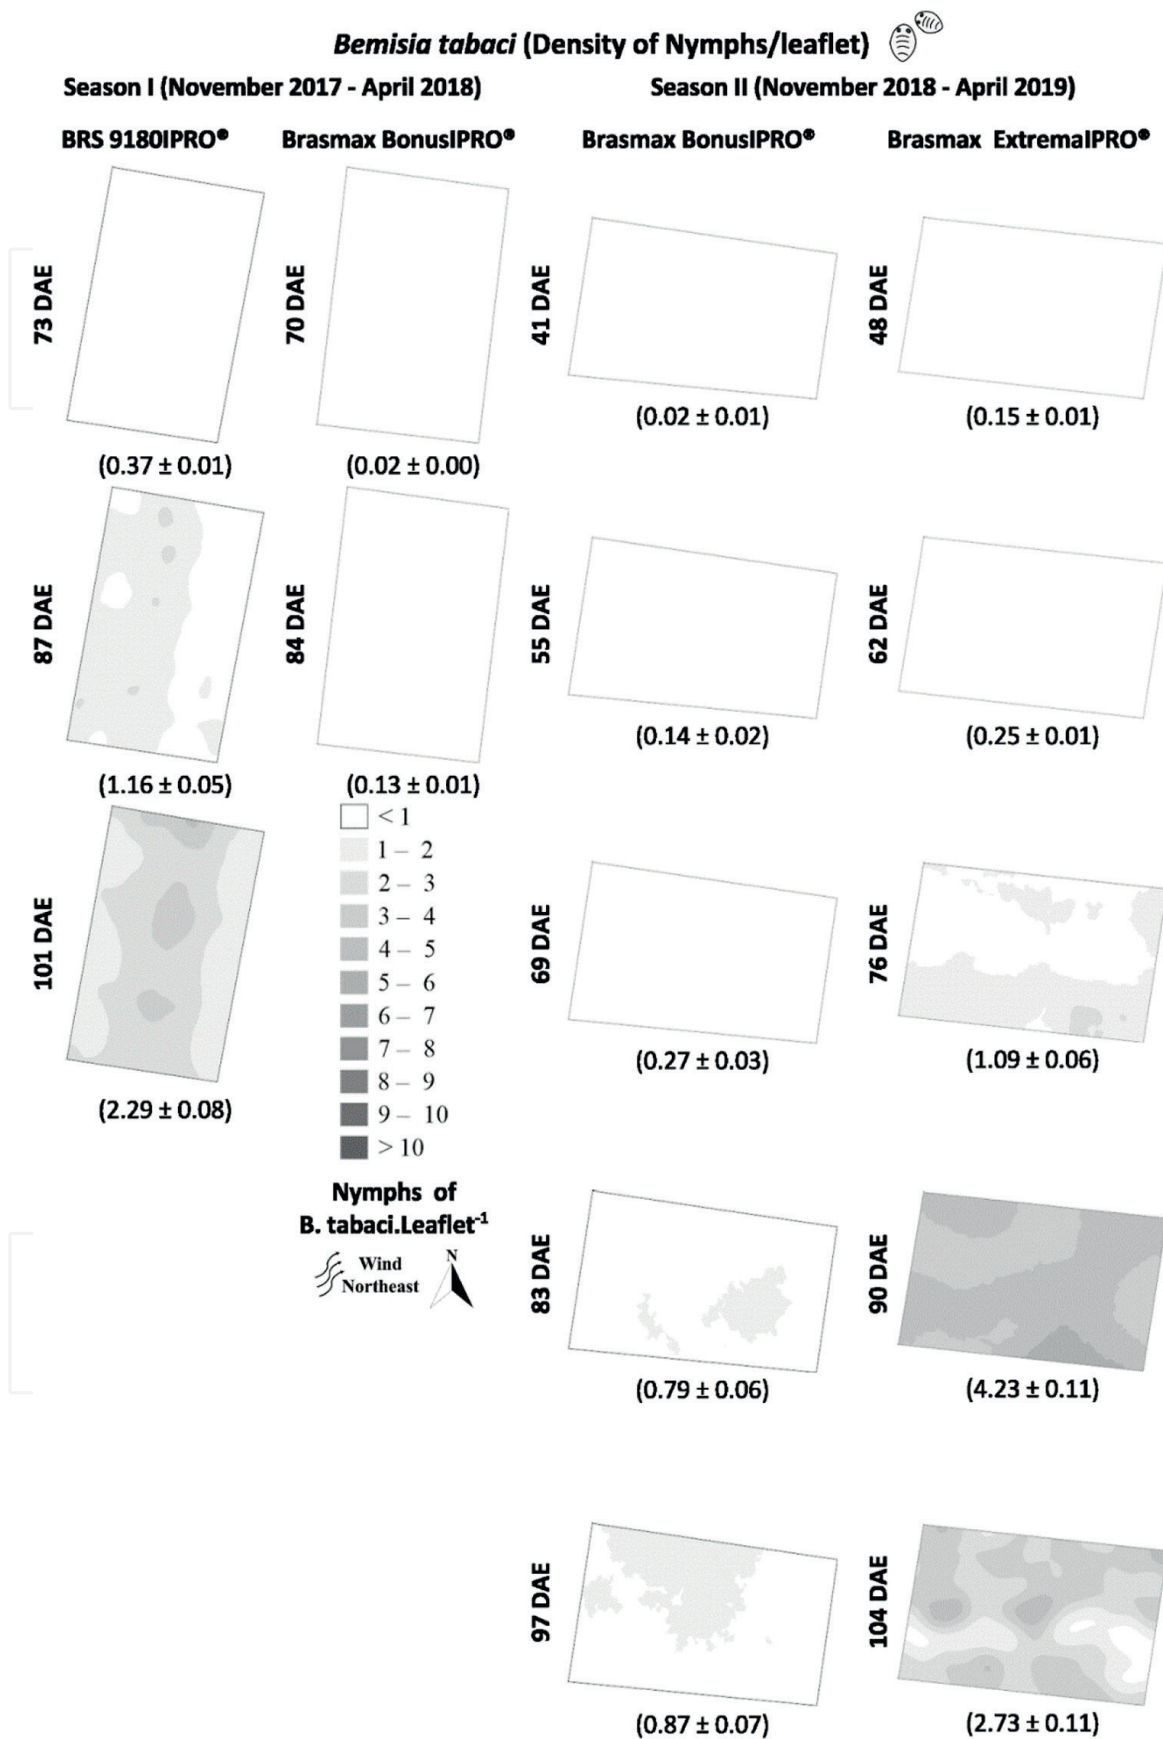 Bemisia tabaci (Density of Nymphs/leaflet)
Season I (November 2017 - April 2018)
Season II (November 2018 - April 2019)
BRS 9180IPRO®
Brasmax BonusIPRO®
Brasmax BonusIPRO®
Brasmax ExtremaIPRO®
73 DAE
70 DAE
41 DAE
48 DAE
(0.02 ± 0.01)
(0.15 ± 0.01)
(0.37 ± 0.01)
(0.02 ± 0.00)
87 DAE
84 DAE
55 DAE
62 DAE
(0.14 ± 0.02)
(0.25 ± 0.01)
(1.16 ± 0.05)
(0.13 ± 0.01)
< 1
1 – 2
2 – 3
3 – 4
4 – 5
5 – 6
6 – 7
7 – 8
8 – 9
9 – 10
> 10
101 DAE
69 DAE
76 DAE
(0.27 ± 0.03)
(1.09 ± 0.06)
(2.29 ± 0.08)
Nymphs of
B. tabaci.Leaflet-1
Wind
Northeast
N
83 DAE
90 DAE
(0.79 ± 0.06)
(4.23 ± 0.11)
97 DAE
104 DAE
(0.87 ± 0.07)
(2.73 ± 0.11)